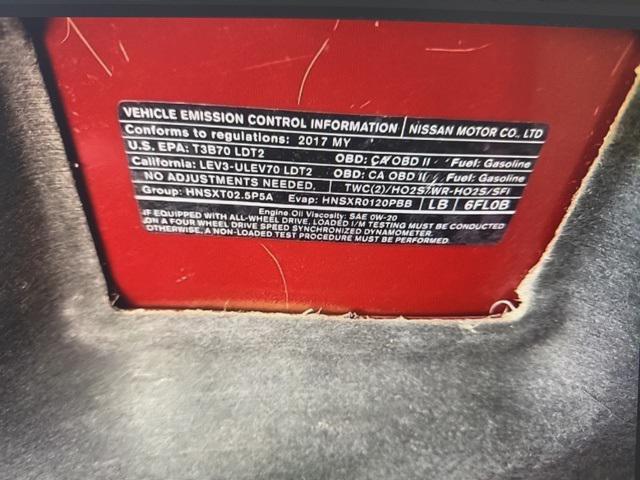 VEHICLE EMISSION CONTROL INFORMATION NISSAN MOTOR CO., LTD
Conforms to regulations: 2017 MY
U.S. EPA: T3B70 LDT2 OBD: CA OBD II Fuel: Gasoline
California: LEV3-ULEV70 LDT2 OBD: CA OBD II Fuel: Gasoline
NO ADJUSTMENTS NEEDED. TWC(2)/HO2S/WR-HO2S/SFI
Group: HNSXT02.5P5A Evap: HNSXR0120PBB LB 6FL0B
Engine Oil Viscosity: SAE 0W-20
IF EQUIPPED WITH ALL-WHEEL DRIVE, LOADED I/M TESTING MUST BE CONDUCTED
ON A FOUR WHEEL DRIVE SPEED SYNCHRONIZED DYNAMOMETER.
OTHERWISE, A NON-LOADED TEST PROCEDURE MUST BE PERFORMED.